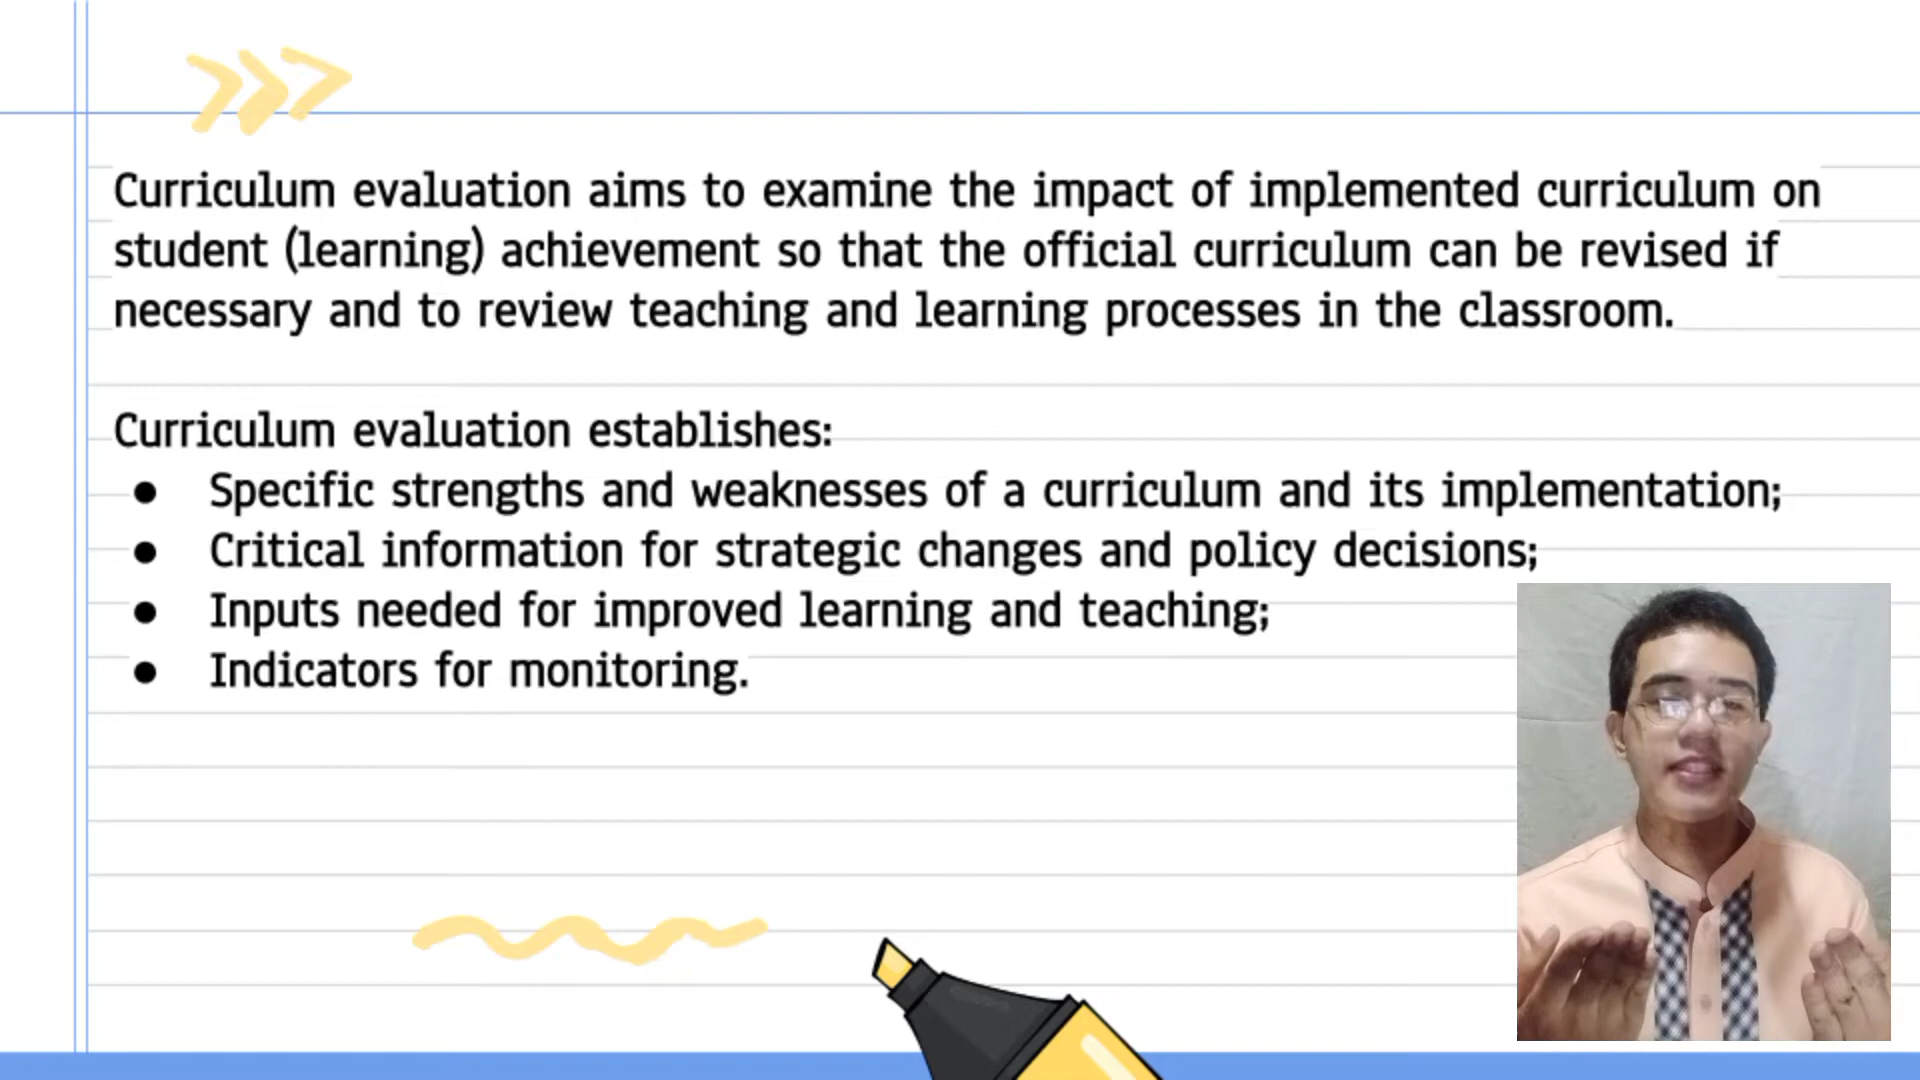 Curriculum evaluation aims to examine the impact of implemented curriculum on
student (learning) achievement so that the official curriculum can be revised if
necessary and to review teaching and learning processes in the classroom.
Curriculum evaluation establishes:
● Specific strengths and weaknesses of a curriculum and its implementation;
● Critical information for strategic changes and policy decisions;
● Inputs needed for improved learning and teaching;
● Indicators for monitoring.